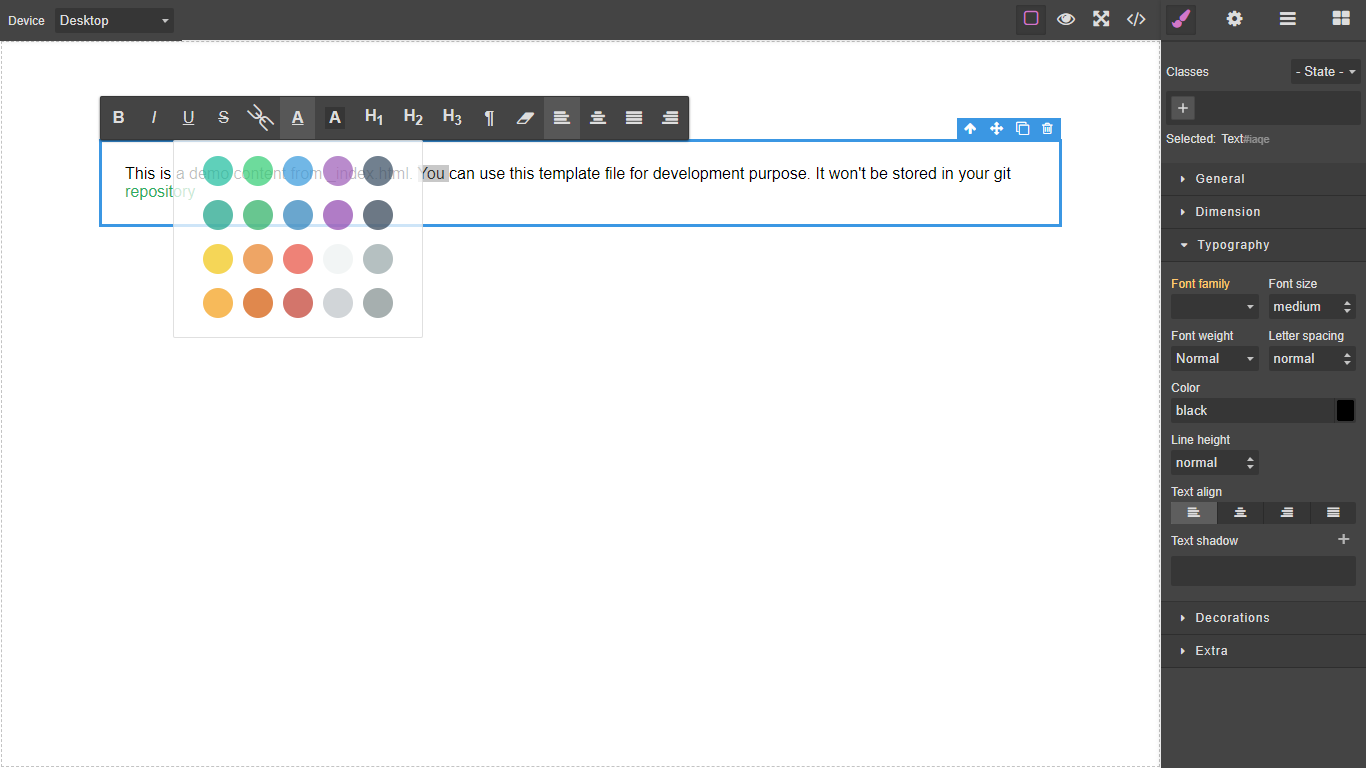 Device Desktop
Classes - State -
+
Selected: Text#iaqe
B I U S A A H1 H2 H3 ¶
This is a demo content from _index.html. You can use this template file for development purpose. It won't be stored in your git
repository
General
Dimension
Typography
Font family Font size
medium
Font weight Letter spacing
Normal normal
Color
black
Line height
normal
Text align
Text shadow +
Decorations
Extra